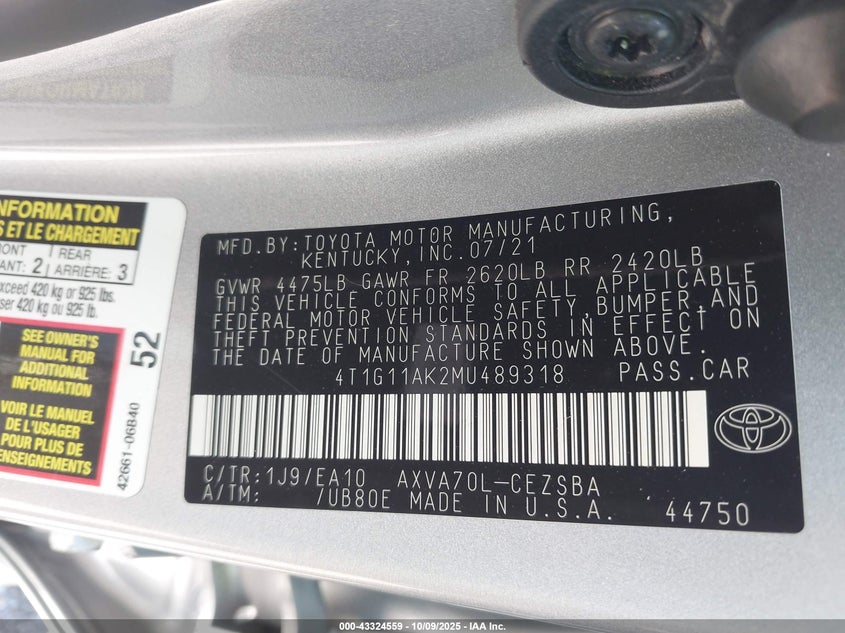 NFORMATION
S ET LE CHARGEMENT
RONT
REAR
ANT: 2
ARRIÈRE: 3
exceed 420 kg or 925 lbs.
ser 420 kg ou 925 lb.
SEE OWNER'S
MANUAL FOR
ADDITIONAL
INFORMATION
VOIR LE MANUEL
DE L'USAGER
POUR PLUS DE
ENSEIGNEMENTS
52
42661-06B40
MFD.BY: TOYOTA MOTOR MANUFACTURING,
KENTUCKY, INC. 07/21
GVWR 4475LB GAWR FR 2620LB RR 2420LB
THIS VEHICLE CONFORMS TO ALL APPLICABLE
FEDERAL MOTOR VEHICLE SAFETY, BUMPER, AND
THEFT PREVENTION STANDARDS IN EFFECT ON
THE DATE OF MANUFACTURE SHOWN ABOVE.
4T1G11AK2MU489318 PASS.CAR
C/TR: 1J9/EA10 AXVA70L-CEZSBA
A/TM: /UB80E MADE IN U.S.A. 44750
000-43324559 - 10/09/2025 - IAA Inc.